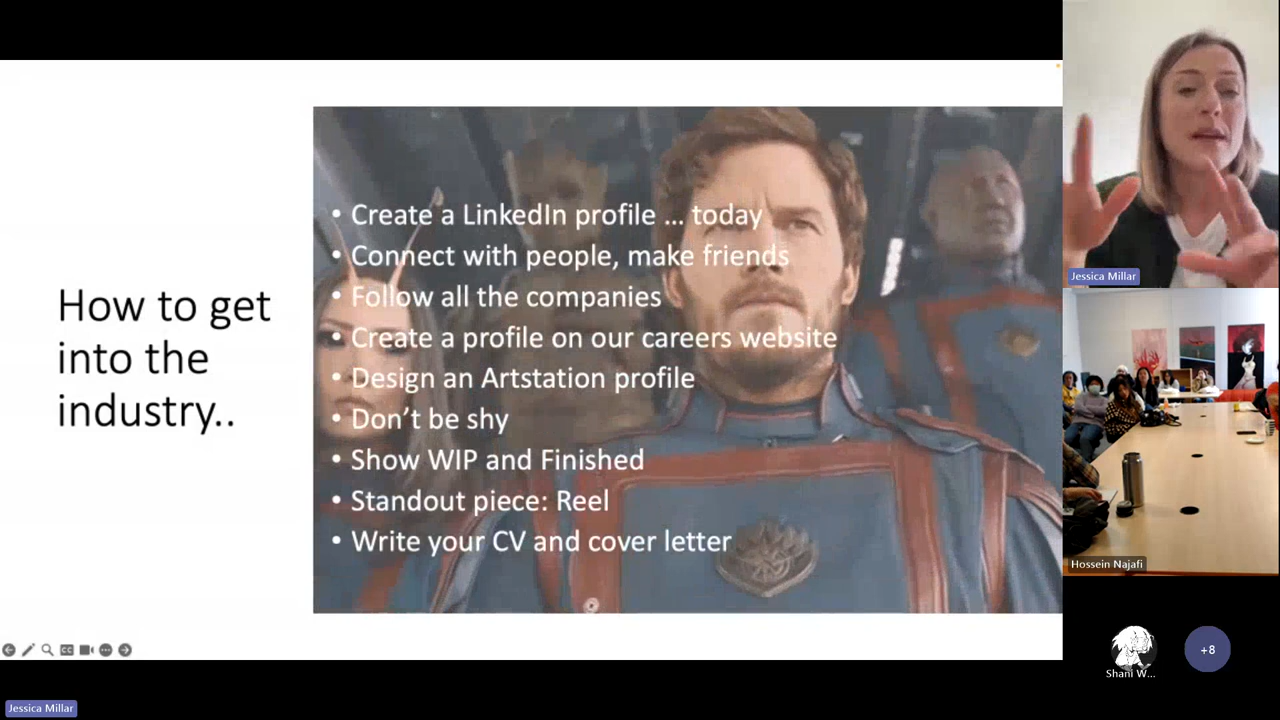 How to get
into the
industry..
• Create a LinkedIn profile ... today
• Connect with people, make friends
• Follow all the companies
• Create a profile on our careers website
• Design an Artstation profile
• Don't be shy
• Show WIP and Finished
• Standout piece: Reel
• Write your CV and cover letter
Jessica Millar
Hossein Najafi
Shani W...
+8
CC
Jessica Millar